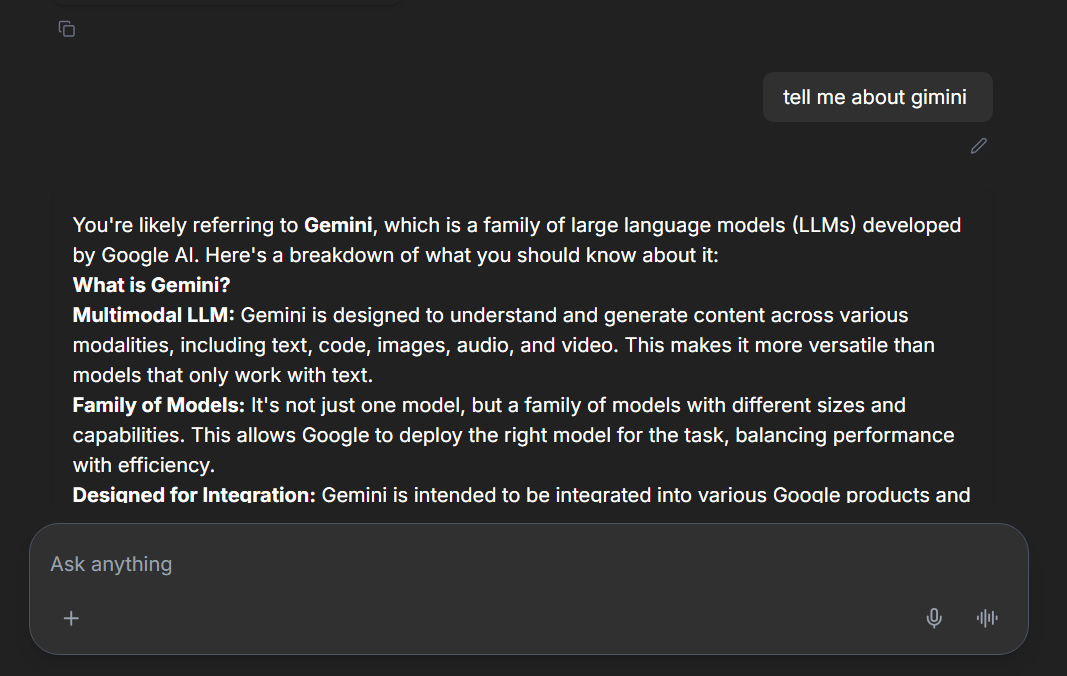 tell me about gimini
You're likely referring to Gemini, which is a family of large language models (LLMs) developed
by Google AI. Here's a breakdown of what you should know about it:
What is Gemini?
Multimodal LLM: Gemini is designed to understand and generate content across various
modalities, including text, code, images, audio, and video. This makes it more versatile than
models that only work with text.
Family of Models: It's not just one model, but a family of models with different sizes and
capabilities. This allows Google to deploy the right model for the task, balancing performance
with efficiency.
Designed for Integration: Gemini is intended to be integrated into various Google products and
Ask anything